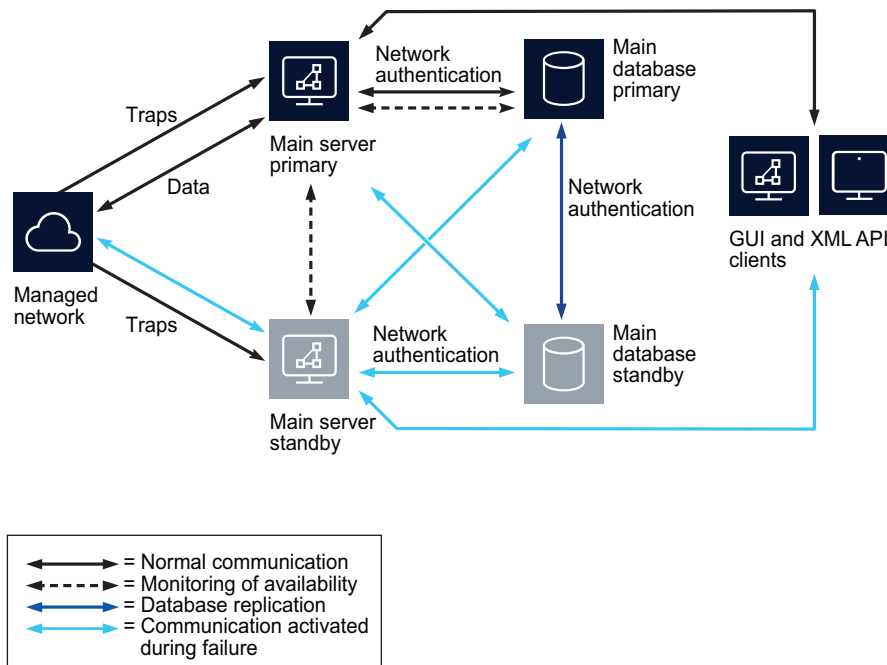 Network
authentication
Main
database
primary
Traps
Main server
primary
Data
Network
authentication
GUI and XML API
clients
Managed
network
Traps
Network
authentication
Main
database
standby
Main server
standby
= Normal communication
= Monitoring of availability
= Database replication
= Communication activated
during failure